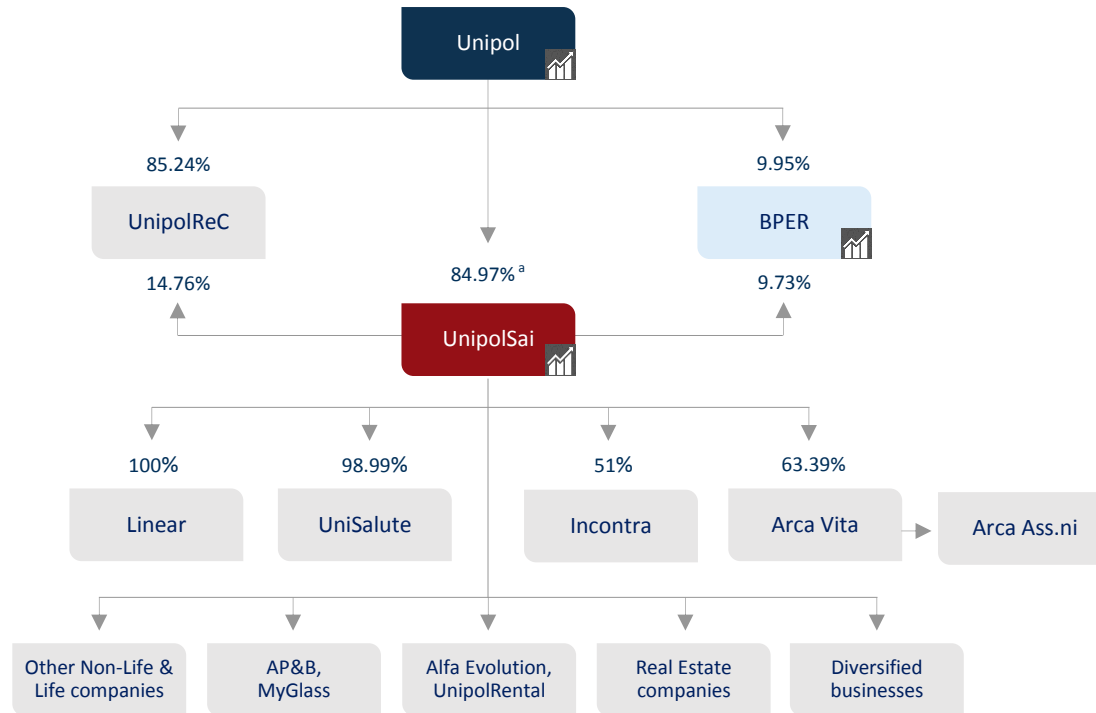 Unipol
85.24%
9.95%
UnipolReC
BPER
84.97% a
14.76%
9.73%
UnipolSai
100%
98.99%
51%
63.39%
Linear
UniSalute
Incontra
Arca Vita
Arca Ass.ni
Other Non-Life &
Life companies
AP&B,
MyGlass
Alfa Evolution,
UnipolRental
Real Estate
companies
Diversified
businesses